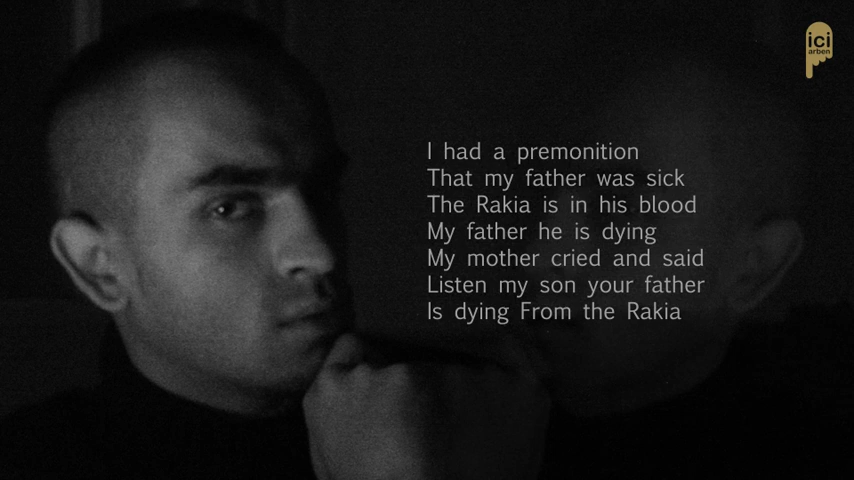 ici
arben
I had a premonition
That my father was sick
The Rakia is in his blood
My father he is dying
My mother cried and said
Listen my son your father
Is dying From the Rakia